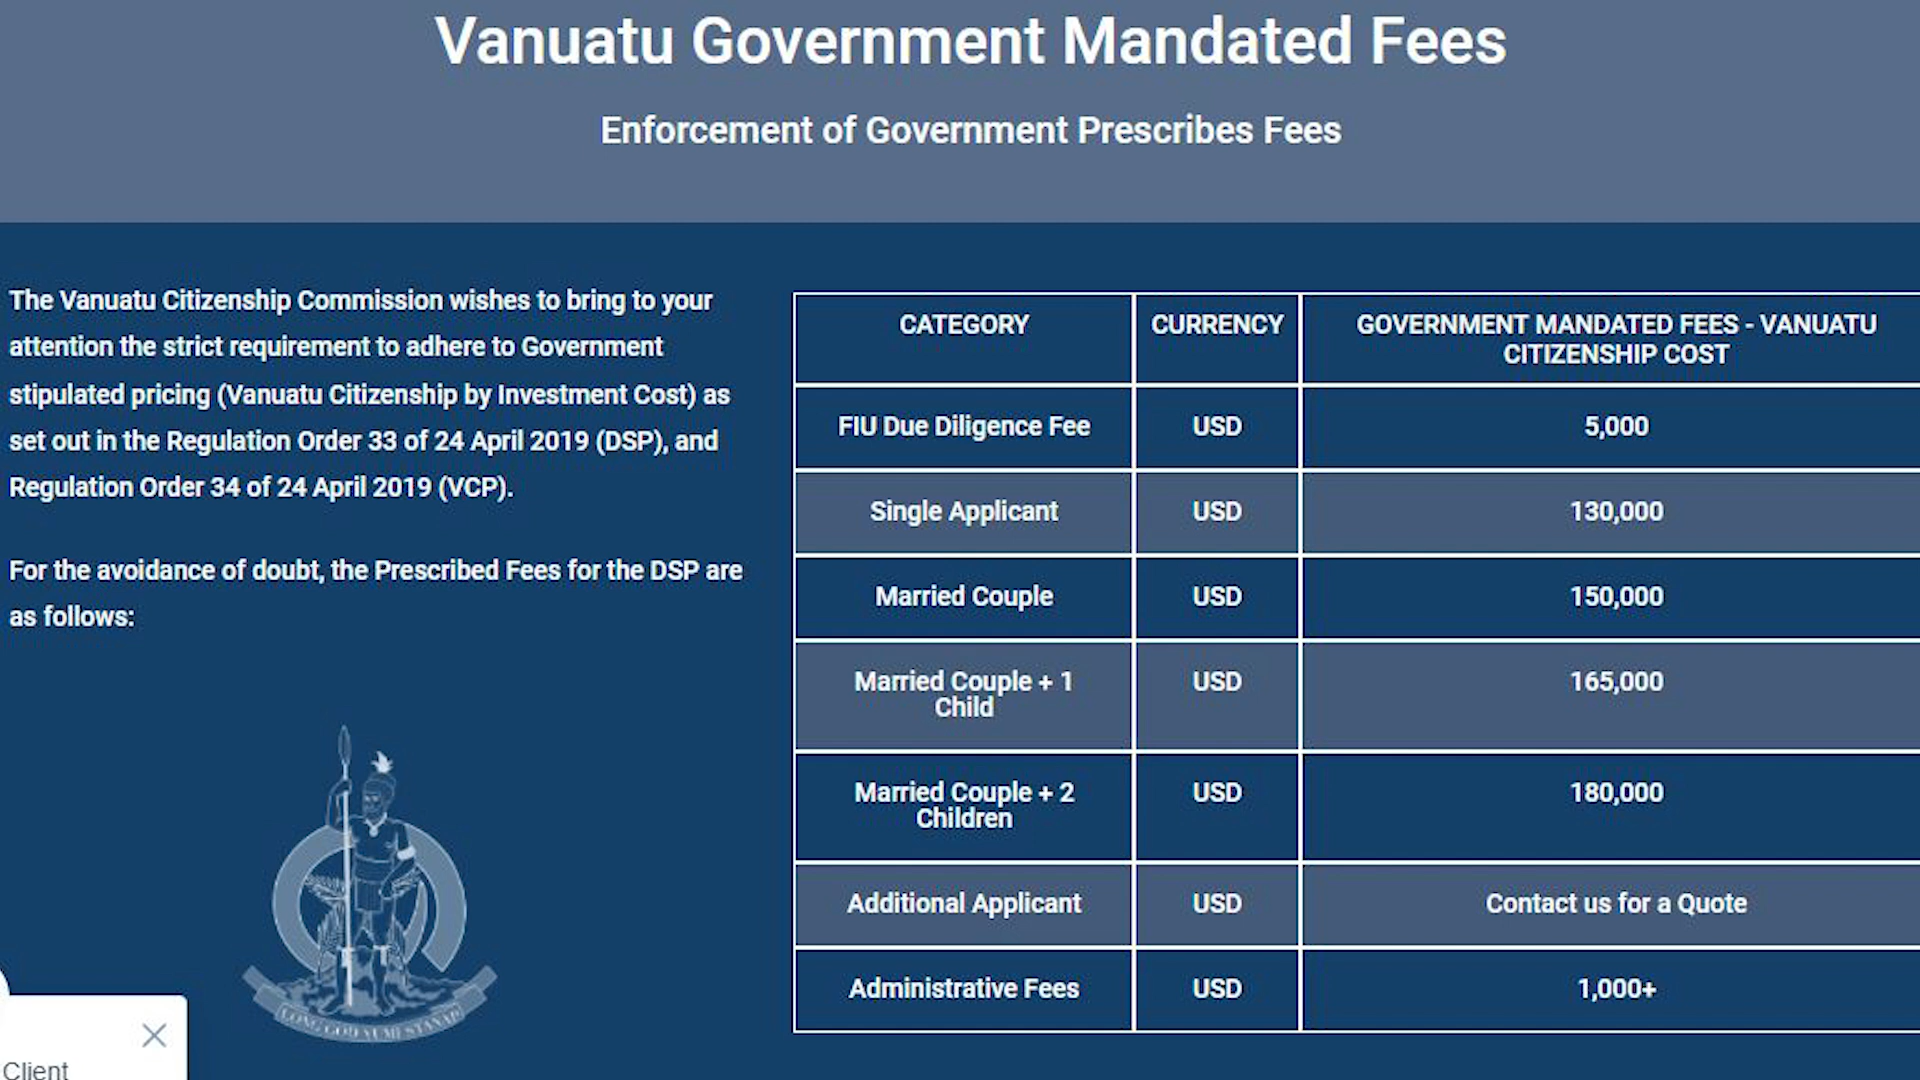 Vanuatu Government Mandated Fees
Enforcement of Government Prescribes Fees
The Vanuatu Citizenship Commission wishes to bring to your
attention the strict requirement to adhere to Government
stipulated pricing (Vanuatu Citizenship by Investment Cost) as
set out in the Regulation Order 33 of 24 April 2019 (DSP), and
Regulation Order 34 of 24 April 2019 (VCP).
For the avoidance of doubt, the Prescribed Fees for the DSP are
as follows:
CATEGORY CURRENCY GOVERNMENT MANDATED FEES - VANUATU
CITIZENSHIP COST
FIU Due Diligence Fee USD 5,000
Single Applicant USD 130,000
Married Couple USD 150,000
Married Couple + 1 USD 165,000
Child
Married Couple + 2 USD 180,000
Children
Additional Applicant USD Contact us for a Quote
Administrative Fees USD 1,000+
LONG GOD YUMI STANAP
Client